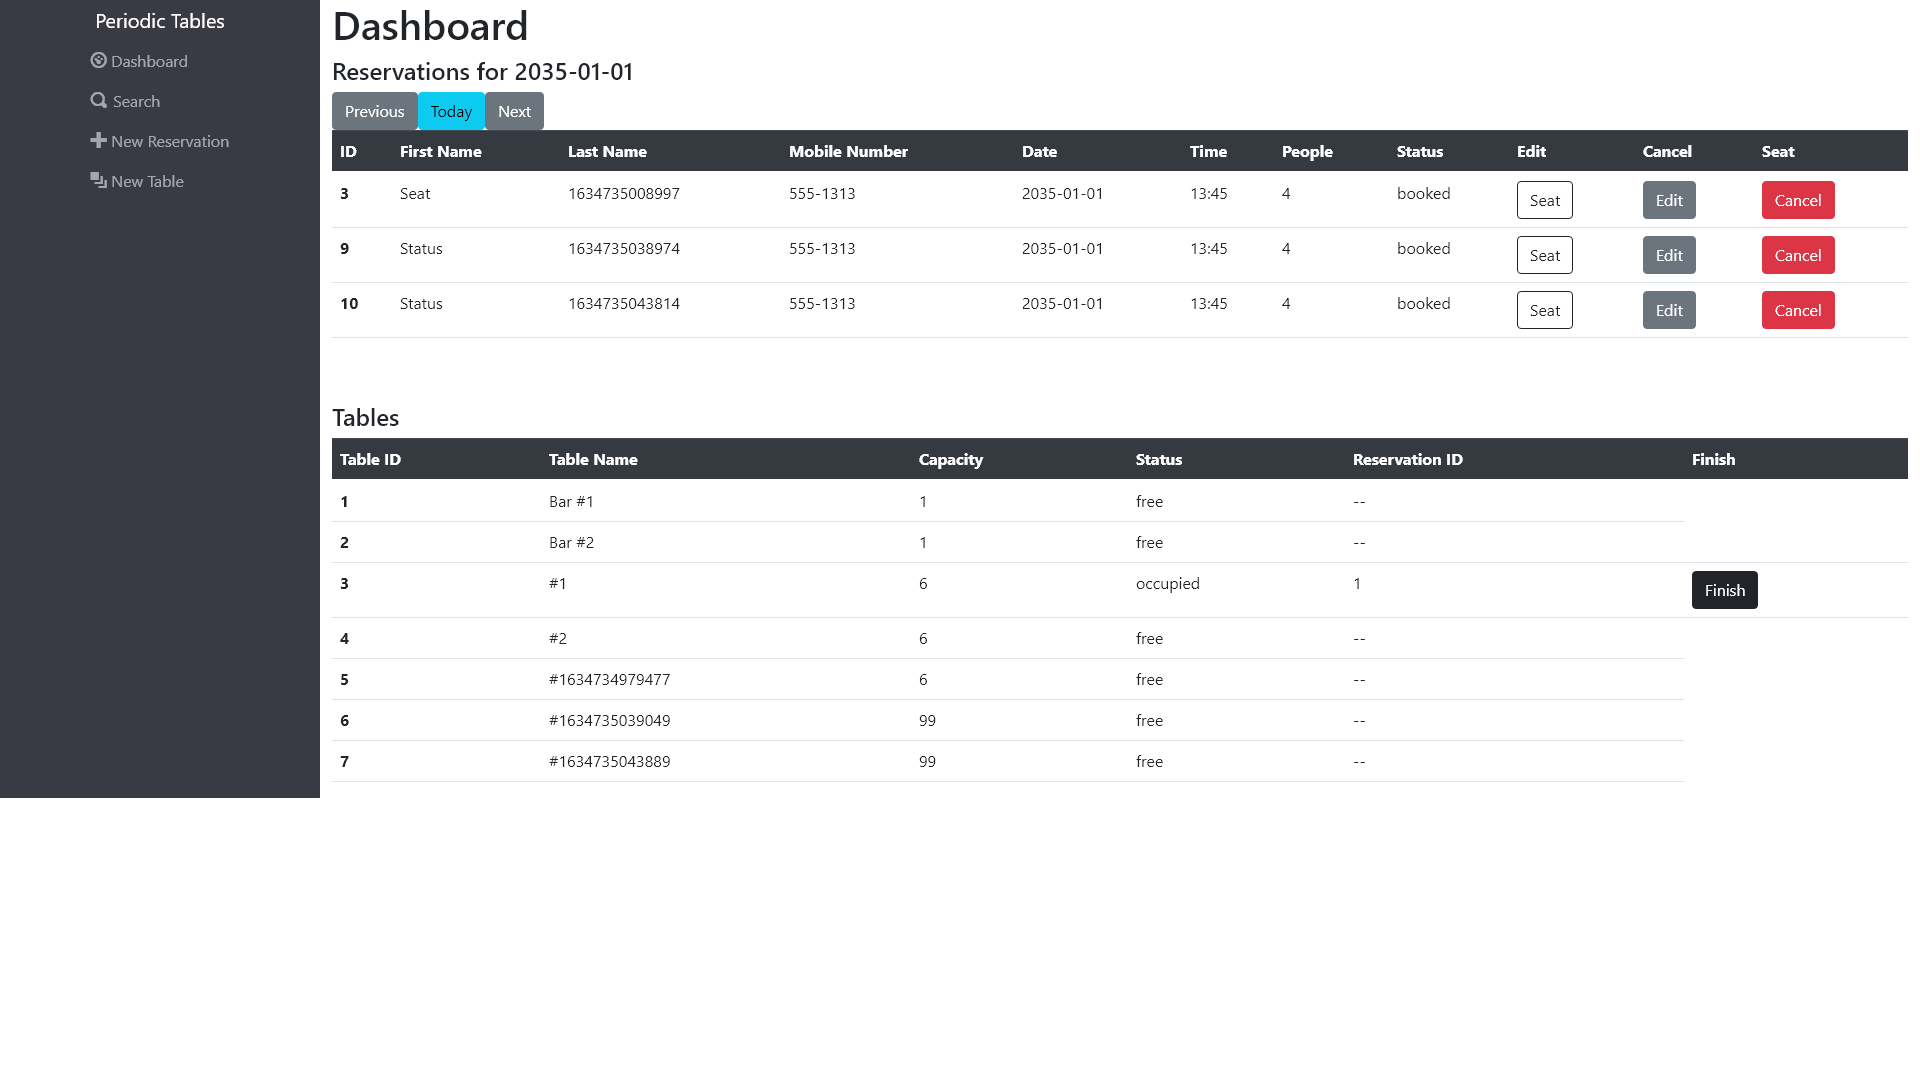 Periodic Tables
Dashboard
Search
New Reservation
New Table
Dashboard
Reservations for 2035-01-01
Previous Today Next
ID First Name Last Name Mobile Number Date Time People Status Edit Cancel Seat
3 Seat 1634735008997 555-1313 2035-01-01 13:45 4 booked Seat Edit Cancel
9 Status 1634735038974 555-1313 2035-01-01 13:45 4 booked Seat Edit Cancel
10 Status 1634735043814 555-1313 2035-01-01 13:45 4 booked Seat Edit Cancel
Tables
Table ID Table Name Capacity Status Reservation ID Finish
1 Bar #1 1 free --
2 Bar #2 1 free --
3 #1 6 occupied 1 Finish
4 #2 6 free --
5 #1634734979477 6 free --
6 #1634735039049 99 free --
7 #1634735043889 99 free --